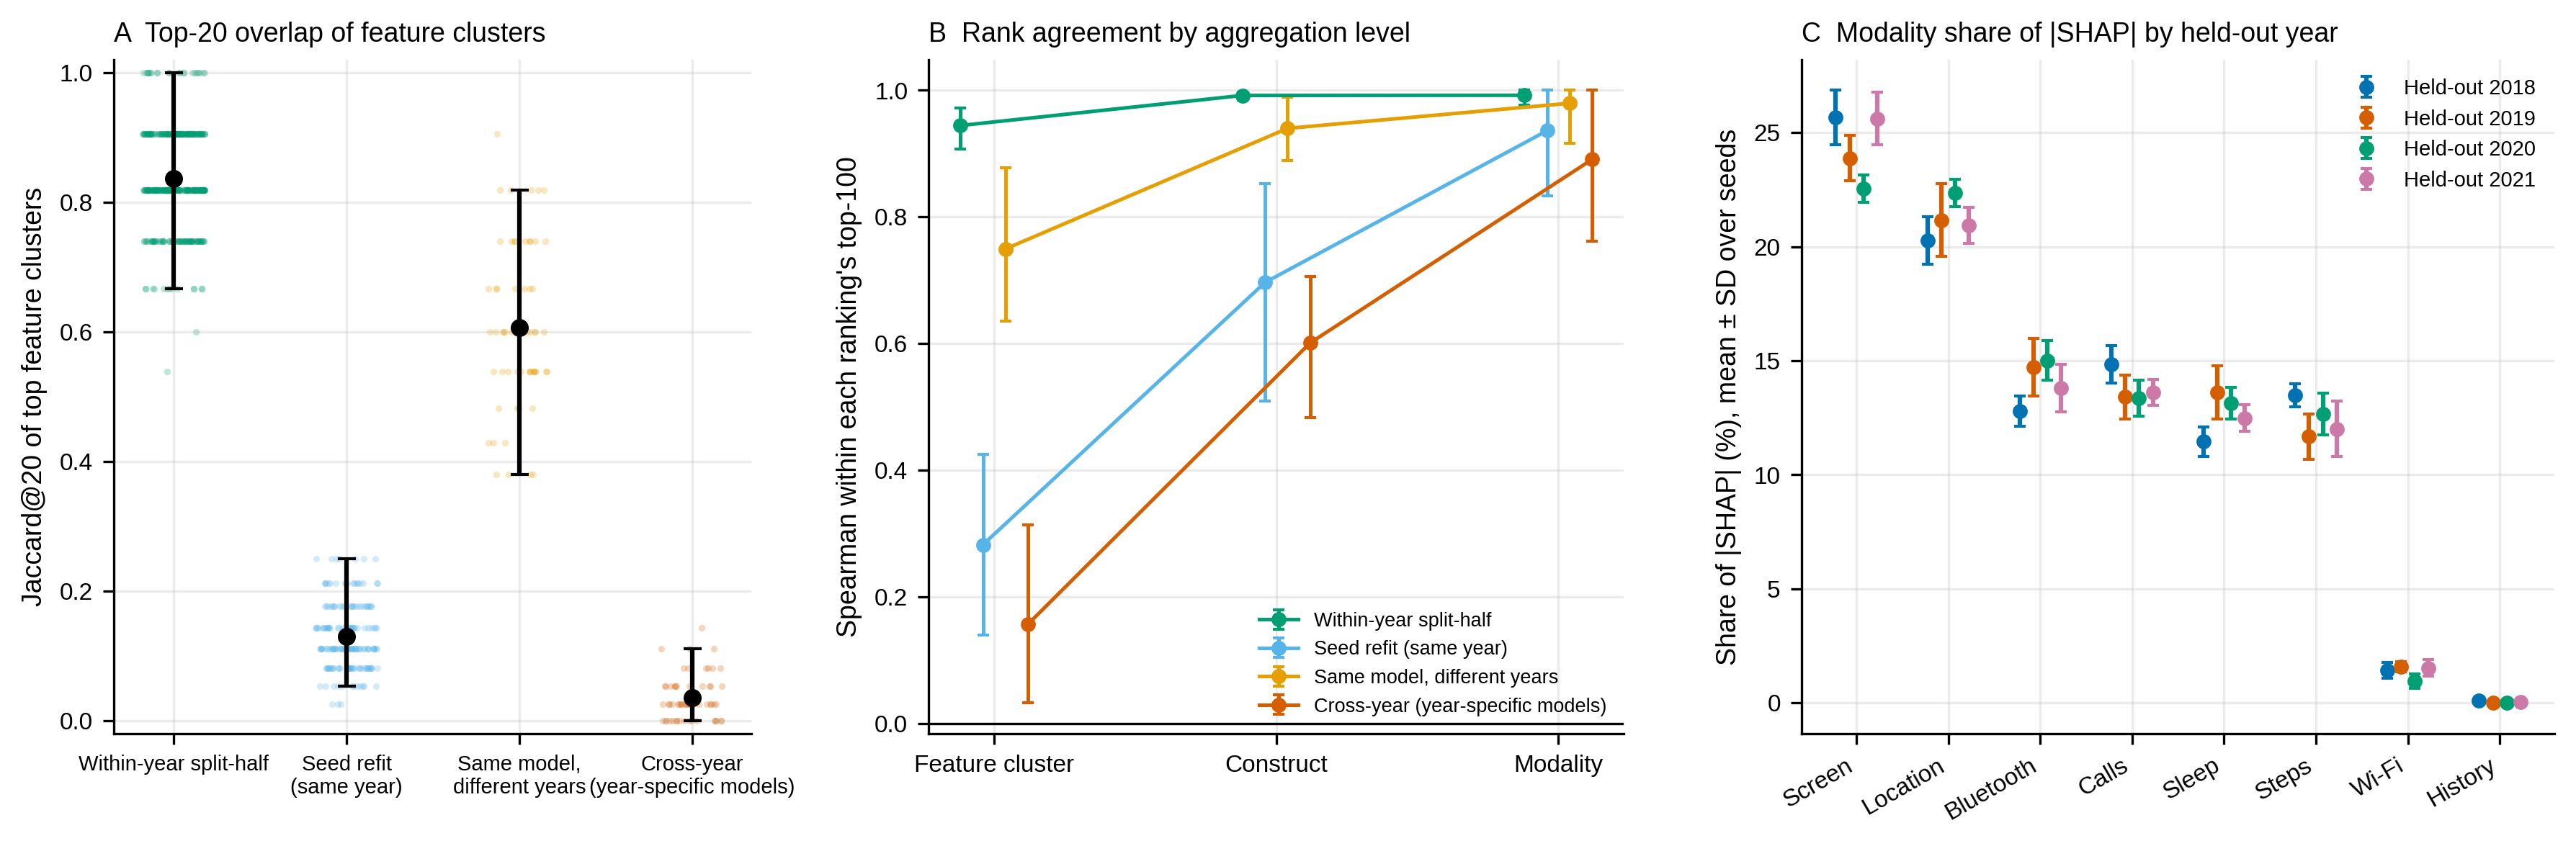 A Top-20 overlap of feature clusters
Jaccard@20 of top feature clusters
1.0
0.8
0.6
0.4
0.2
0.0
Within-year split-half
Seed refit
(same year)
Same model,
different years
Cross-year
(year-specific models)
B Rank agreement by aggregation level
Spearman within each ranking's top-100
1.0
0.8
0.6
0.4
0.2
0.0
Within-year split-half
Seed refit (same year)
Same model, different years
Cross-year (year-specific models)
Feature cluster
Construct
Modality
C Modality share of |SHAP| by held-out year
Share of |SHAP| (%), mean ± SD over seeds
25
20
15
10
5
0
Held-out 2018
Held-out 2019
Held-out 2020
Held-out 2021
Screen
Location
Bluetooth
Calls
Sleep
Steps
Wi-Fi
History